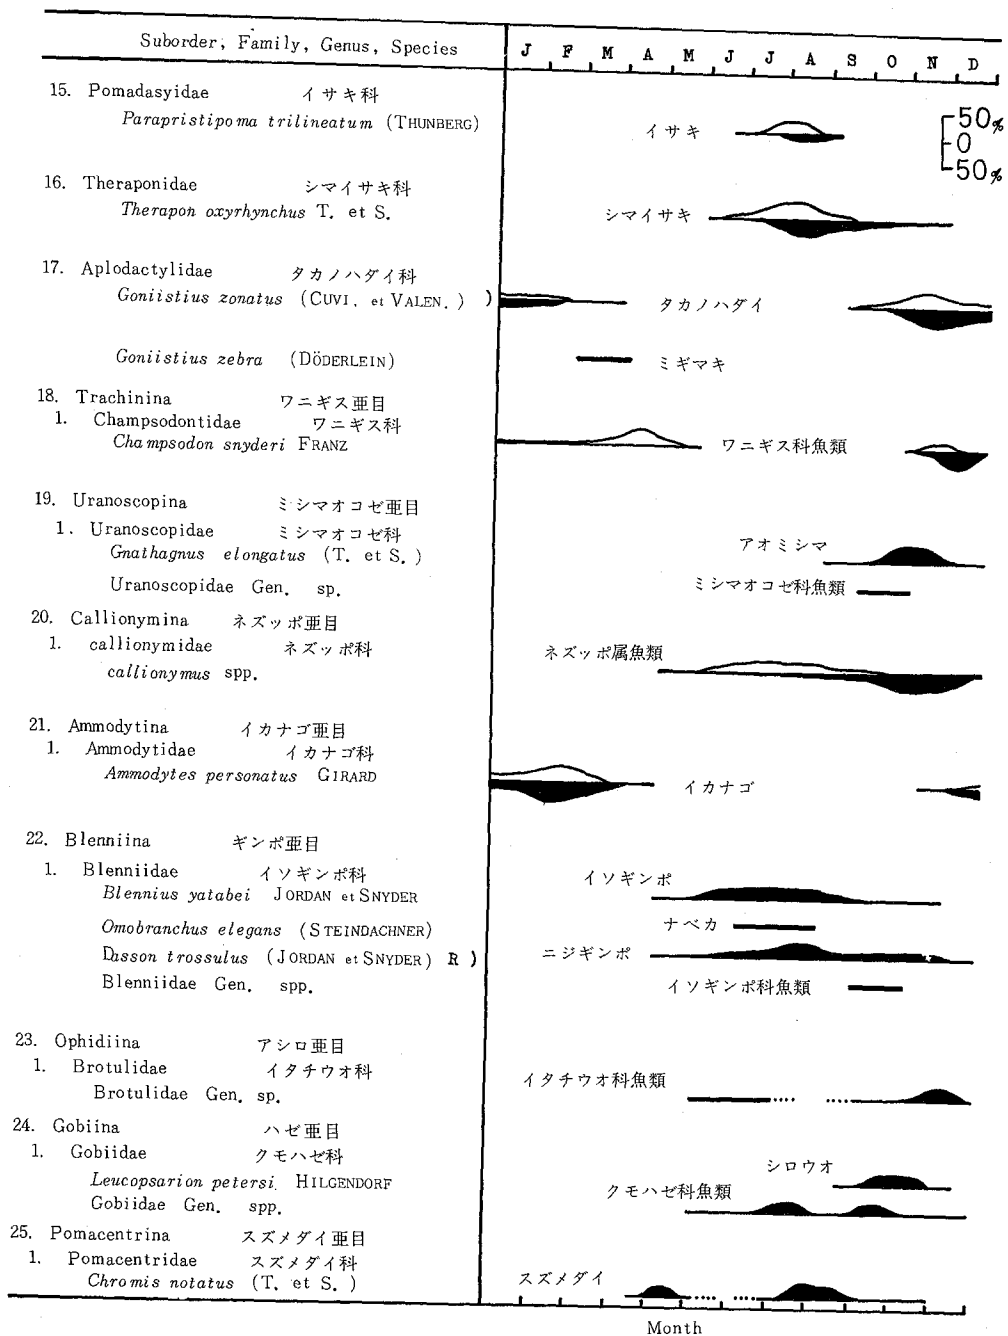 Suborder, Family, Genus, Species J F M A M J J A S O N D
15. Pomadasyidae イサキ科
Parapristipoma trilineatum (THUNBERG) イサキ
50%
0
50%
16. Theraponidae シマイサキ科
Therapon oxyrhynchus T. et S. シマイサキ
17. Aplodactylidae タカノハダイ科
Goniistius zonatus (CUVI. et VALEN.) ) タカノハダイ
Goniistius zebra (DÖDERLEIN) ミギマキ
18. Trachinina ワニギス亜目
1. Champsodontidae ワニギス科
Champsodon snyderi FRANZ ワニギス科魚類
19. Uranoscopina ミシマオコゼ亜目
1. Uranoscopidae ミシマオコゼ科
Gnathagnus elongatus (T. et S.) アオミシマ
Uranoscopidae Gen. sp. ミシマオコゼ科魚類
20. Callionymina ネズッポ亜目
1. callionymidae ネズッポ科
callionymus spp. ネズッポ属魚類
21. Ammodytina イカナゴ亜目
1. Ammodytidae イカナゴ科
Ammodytes personatus GIRARD イカナゴ
22. Blenniina ギンポ亜目
1. Blenniidae イソギンポ科
Blennius yatabei JORDAN et SNYDER イソギンポ
Omobranchus elegans (STEINDACHNER) ナベカ
Dasson trossulus (JORDAN et SNYDER) R ) ニジギンポ
Blenniidae Gen. spp. イソギンポ科魚類
23. Ophidiina アシロ亜目
1. Brotulidae イタチウオ科
Brotulidae Gen. sp. イタチウオ科魚類
24. Gobiina ハゼ亜目
1. Gobiidae クモハゼ科
Leucopsarion petersi. HILGENDORF シロウオ
Gobiidae Gen. spp. クモハゼ科魚類
25. Pomacentrina スズメダイ亜目
1. Pomacentridae スズメダイ科
Chromis notatus (T. et S.) スズメダイ
Month